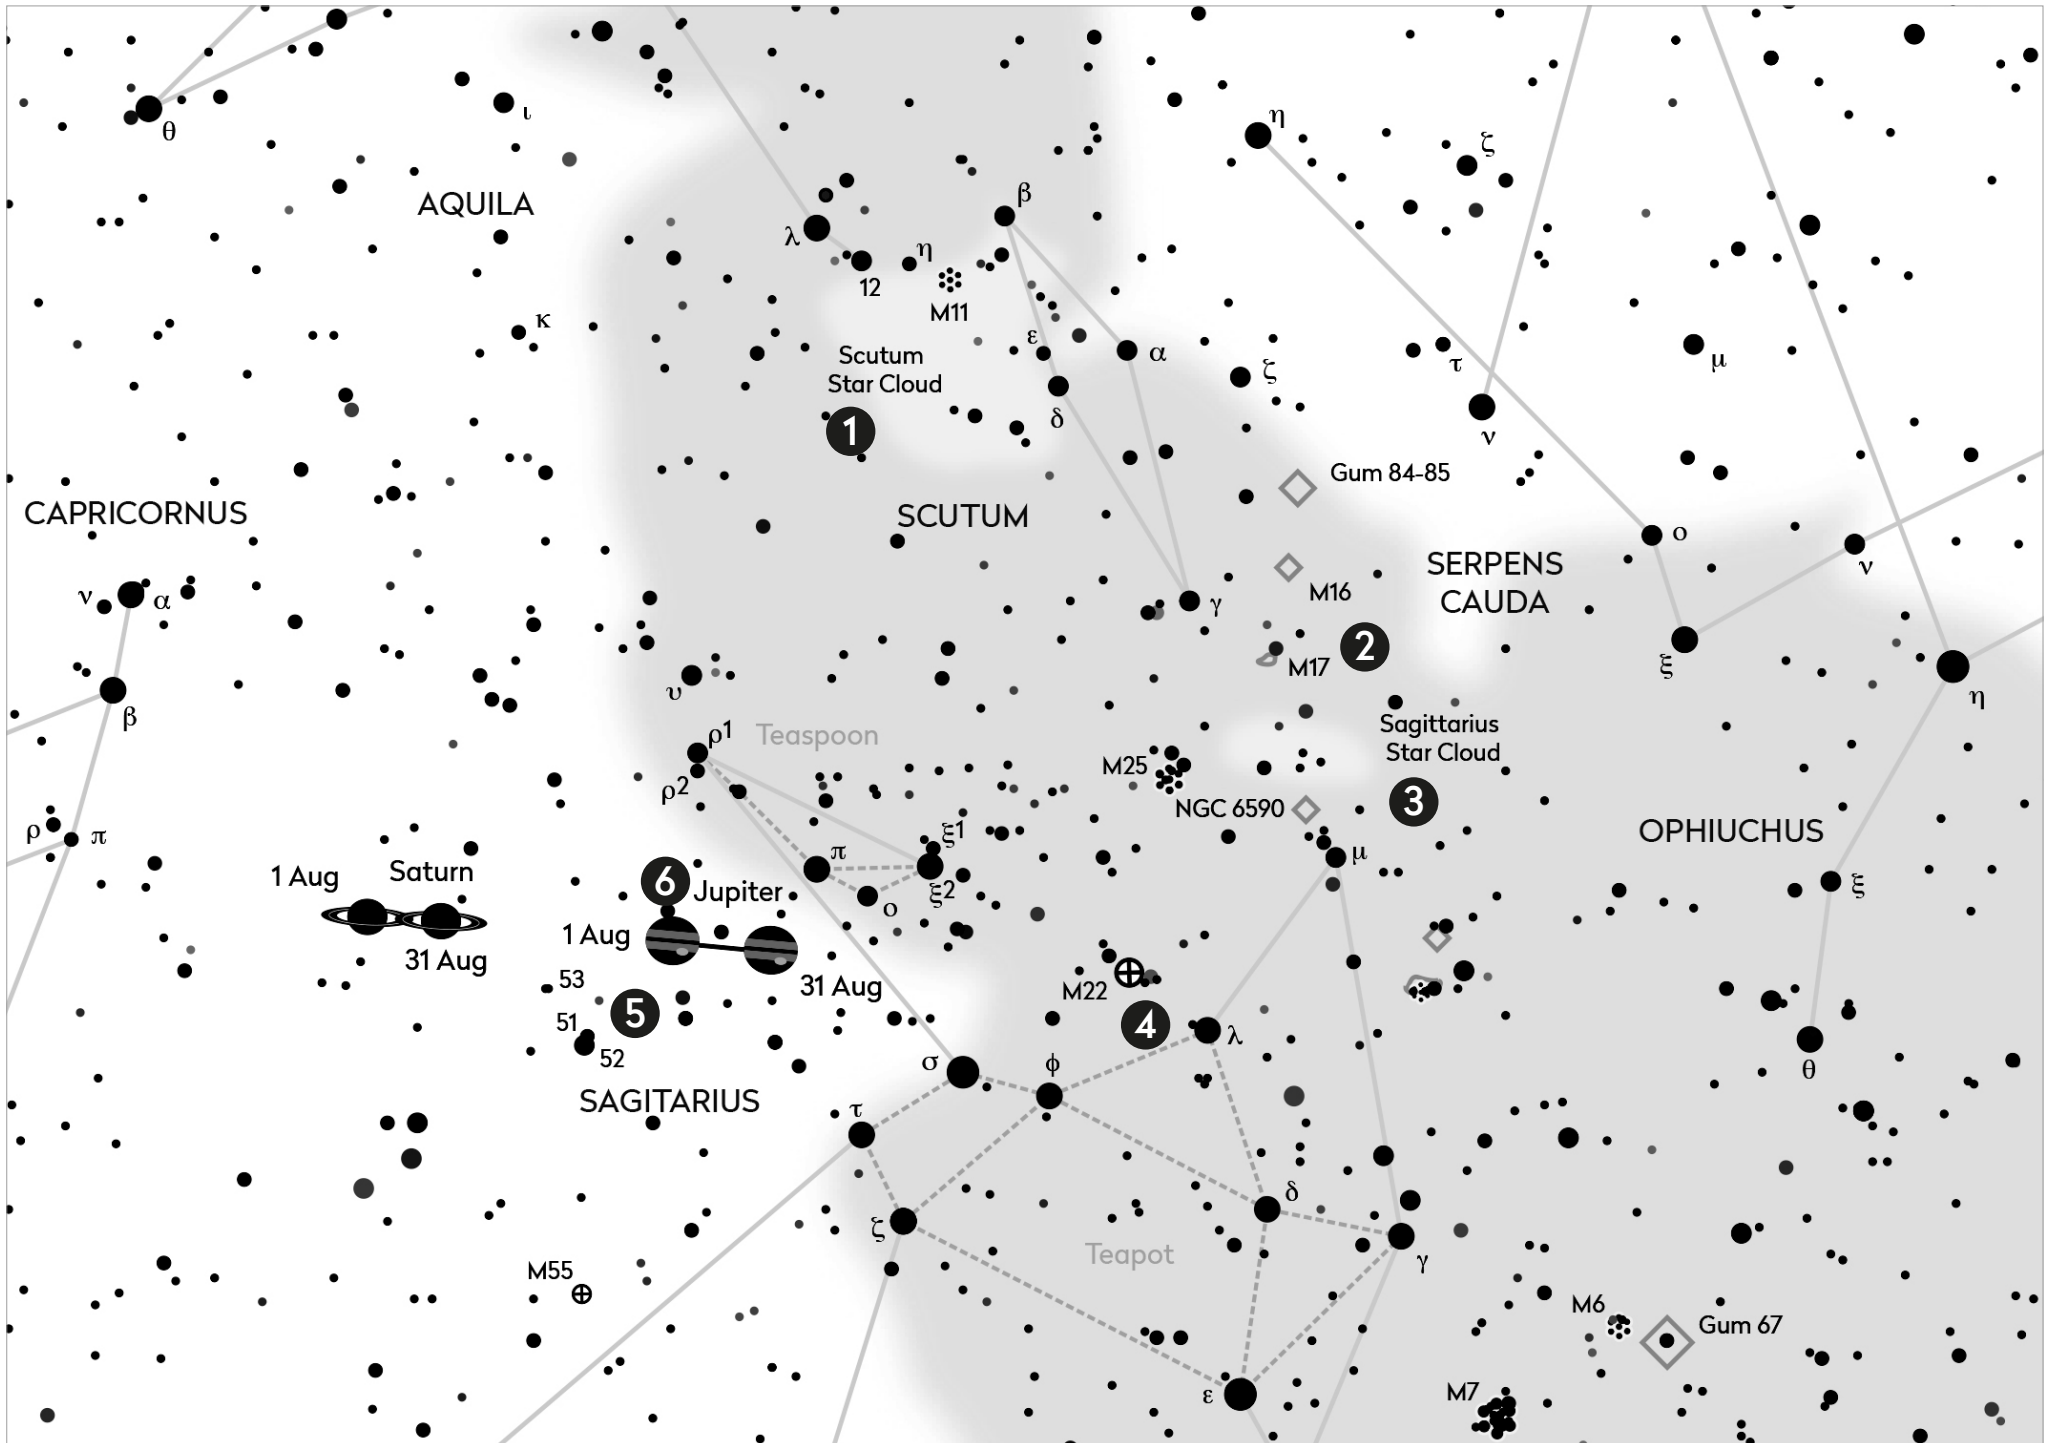 θ
ι
η
ζ
AQUILA
β
λ
η
12
M11
κ
ε
α
τ
μ
Scutum
Star Cloud
ζ
δ
1
ν
Gum 84-85
CAPRICORNUS
SCUTUM
ο
SERPENS
CAUDA
ν
M16
ν
α
γ
2
ξ
M17
υ
η
β
ρ1
Teaspoon
Sagittarius
Star Cloud
M25
ρ2
3
NGC 6590
ρ
π
ξ1
OPHIUCHUS
π
μ
1 Aug
Saturn
6
Jupiter
ξ2
ξ
ο
1 Aug
31 Aug
53
31 Aug
M22
5
4
51
λ
52
σ
ϕ
θ
SAGITARIUS
τ
δ
ζ
Teapot
γ
M55
M6
Gum 67
ε
M7